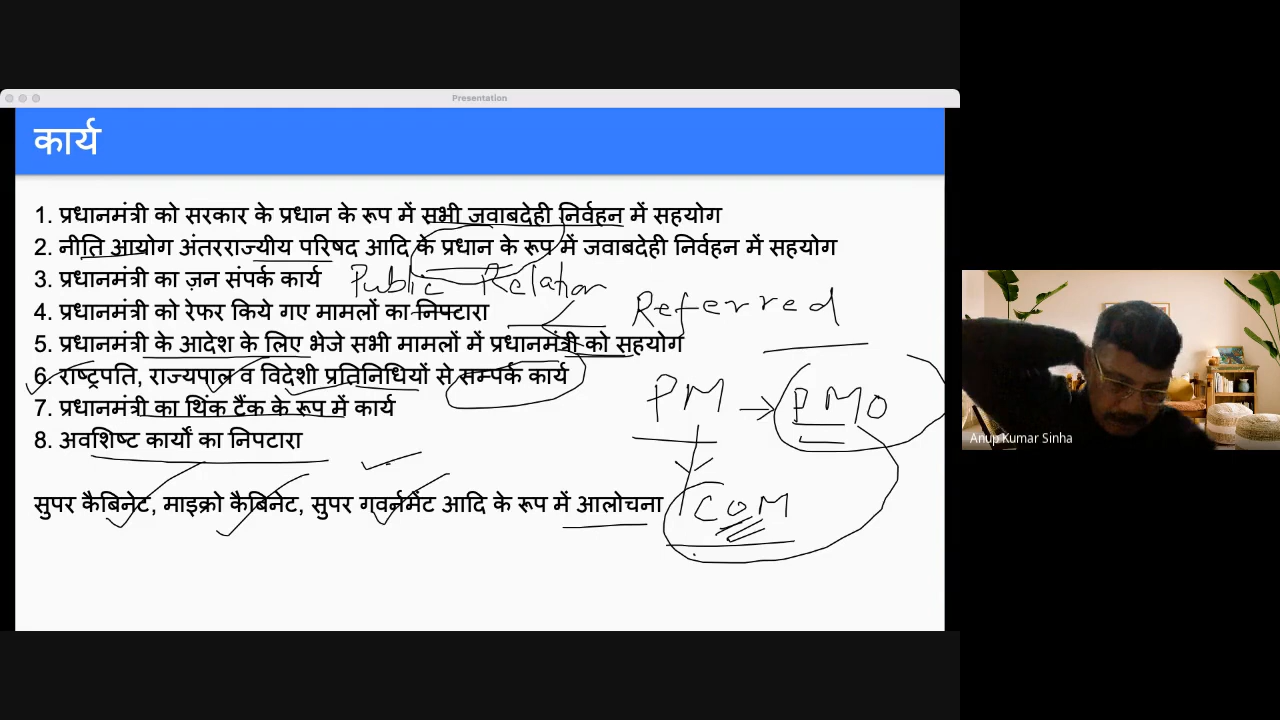 Presentation
कार्य
1. प्रधानमंत्री को सरकार के प्रधान के रूप में सभी जवाबदेही निर्वहन में सहयोग
2. नीति आयोग अंतरराज्यीय परिषद आदि के प्रधान के रूप में जवाबदेही निर्वहन में सहयोग
3. प्रधानमंत्री का ज़न संपर्क कार्य Public Relation
4. प्रधानमंत्री को रेफर किये गए मामलों का निपटारा Referred
5. प्रधानमंत्री के आदेश के लिए भेजे सभी मामलों में प्रधानमंत्री को सहयोग
6. राष्ट्रपति, राज्यपाल व विदेशी प्रतिनिधियों से सम्पर्क कार्य
PM → PMO
7. प्रधानमंत्री का थिंक टैंक के रूप में कार्य
8. अवशिष्ट कार्यों का निपटारा
सुपर कैबिनेट, माइक्रो कैबिनेट, सुपर गवर्नमेंट आदि के रूप में आलोचना COM
Anup Kumar Sinha